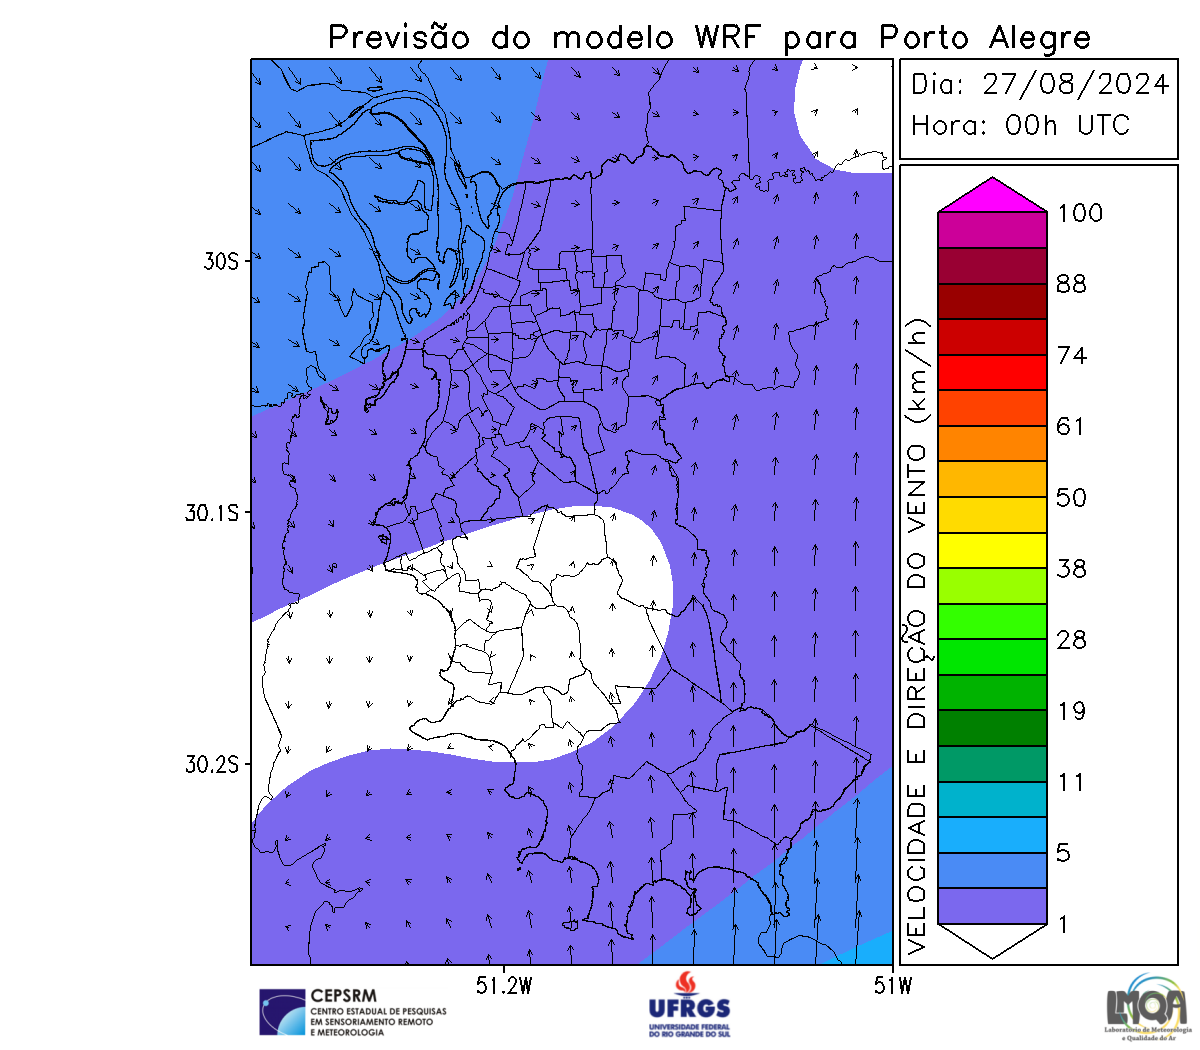 Previsão do modelo WRF para Porto Alegre
Dia: 27/08/2024
Hora: 00h UTC
30S
30.1S
30.2S
51.2W
51W
VELOCIDADE E DIREÇÃO DO VENTO (km/h)
100
88
74
61
50
38
28
19
11
5
1
CEPSRM
CENTRO ESTADUAL DE PESQUISAS
EM SENSORIAMENTO REMOTO
E METEOROLOGIA
UFRGS
UNIVERSIDADE FEDERAL
DO RIO GRANDE DO SUL
LMQA
Laboratório de Meteorologia
e Qualidade do Ar